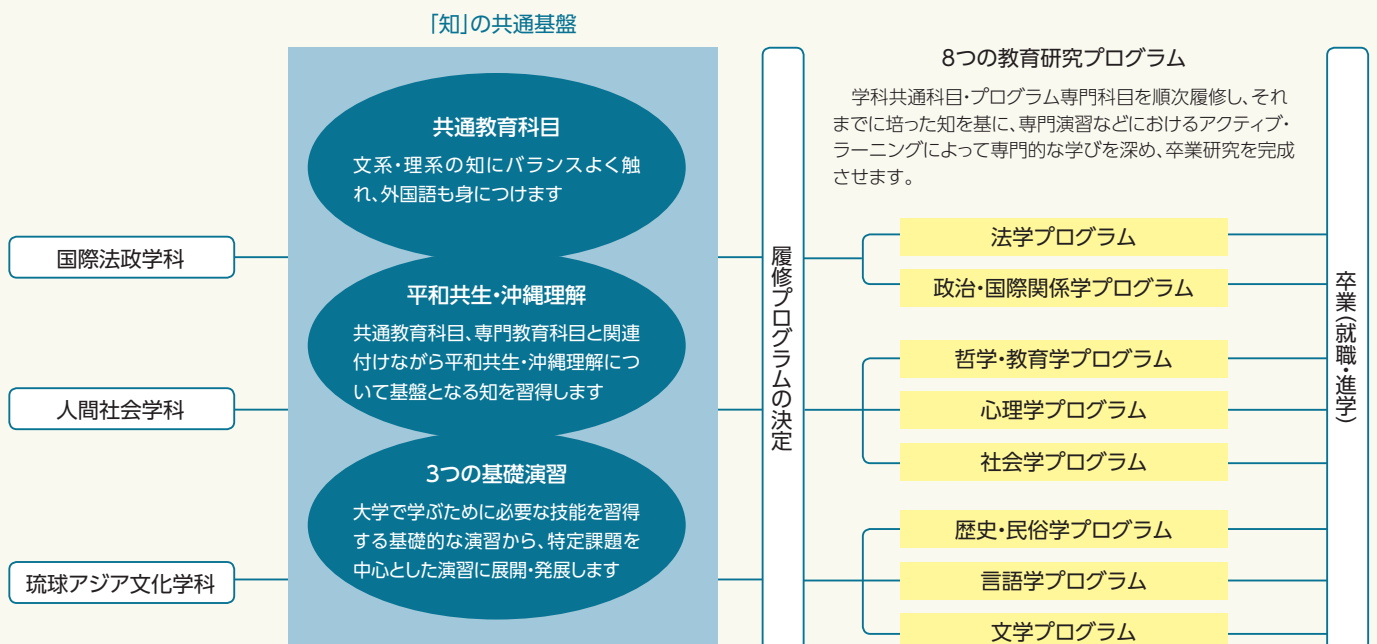 「知」の共通基盤
国際法政学科
人間社会学科
琉球アジア文化学科
共通教育科目
文系・理系の知にバランスよく触
れ、外国語も身につけます
平和共生・沖縄理解
共通教育科目、専門教育科目と関連
付けながら平和共生・沖縄理解につ
いて基盤となる知を習得します
3つの基礎演習
大学で学ぶために必要な技能を習得
する基礎的な演習から、特定課題を
中心とした演習に展開・発展します
履修プログラムの決定
8つの教育研究プログラム
学科共通科目・プログラム専門科目を順次履修し、それ
までに培った知を基に、専門演習などにおけるアクティブ・
ラーニングによって専門的な学びを深め、卒業研究を完成
させます。
法学プログラム
政治・国際関係学プログラム
哲学・教育学プログラム
心理学プログラム
社会学プログラム
歴史・民俗学プログラム
言語学プログラム
文学プログラム
卒業(就職・進学)